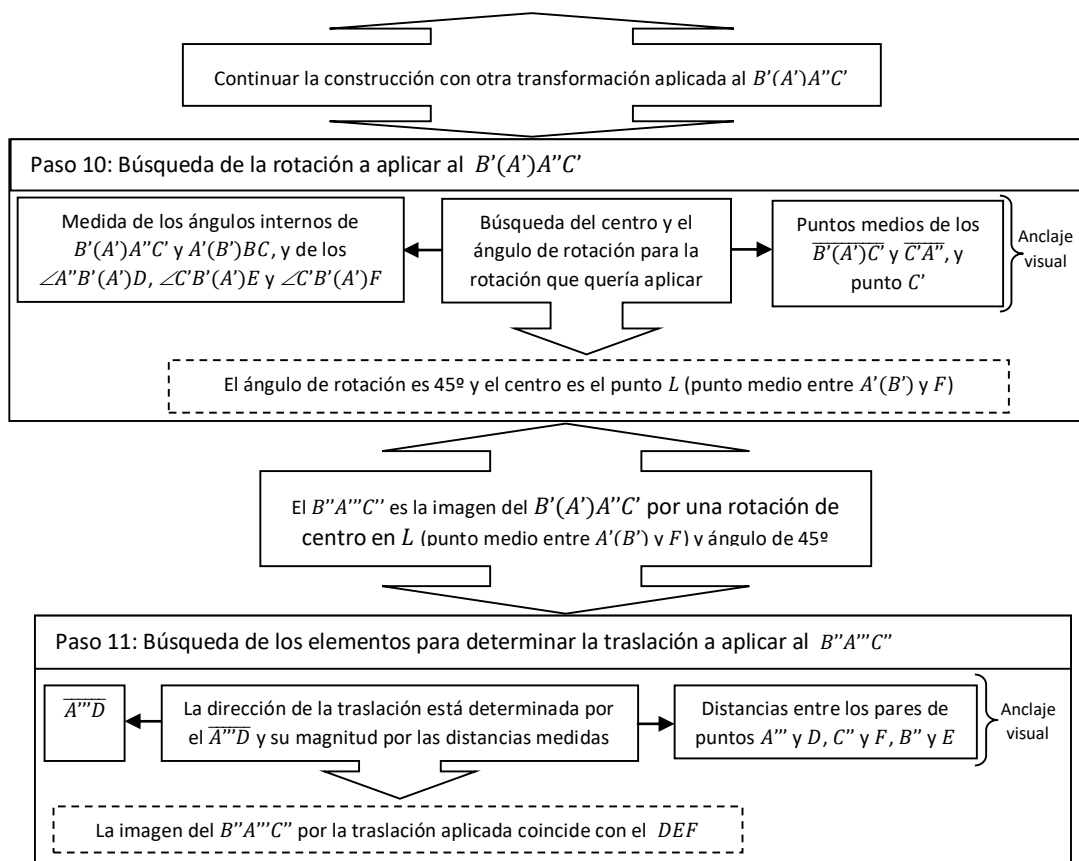 Continuar la construcción con otra transformación aplicada al B’(A’)A’’C’
Paso 10: Búsqueda de la rotación a aplicar al B’(A’)A’’C’
Medida de los ángulos internos de
B’(A’)A’’C’ y A’(B’)BC, y de los
∠A’’B’(A’)D, ∠C’B’(A’)E y ∠C’B’(A’)F
Búsqueda del centro y el
ángulo de rotación para la
rotación que quería aplicar
Puntos medios de los
B’(A’)C’ y C’A’’, y
punto C’
Anclaje
visual
El ángulo de rotación es 45º y el centro es el punto L (punto medio entre A’(B’) y F)
El B’’A’’’C’’ es la imagen del B’(A’)A’’C’ por una rotación de
centro en L (punto medio entre A’(B’) y F) y ángulo de 45º
Paso 11: Búsqueda de los elementos para determinar la traslación a aplicar al B’’A’’’C’’
A’’’D
La dirección de la traslación está determinada por
el A’’’D y su magnitud por las distancias medidas
Distancias entre los pares de
puntos A’’’ y D, C’’ y F, B’’ y E
Anclaje
visual
La imagen del B’’A’’’C’’ por la traslación aplicada coincide con el DEF